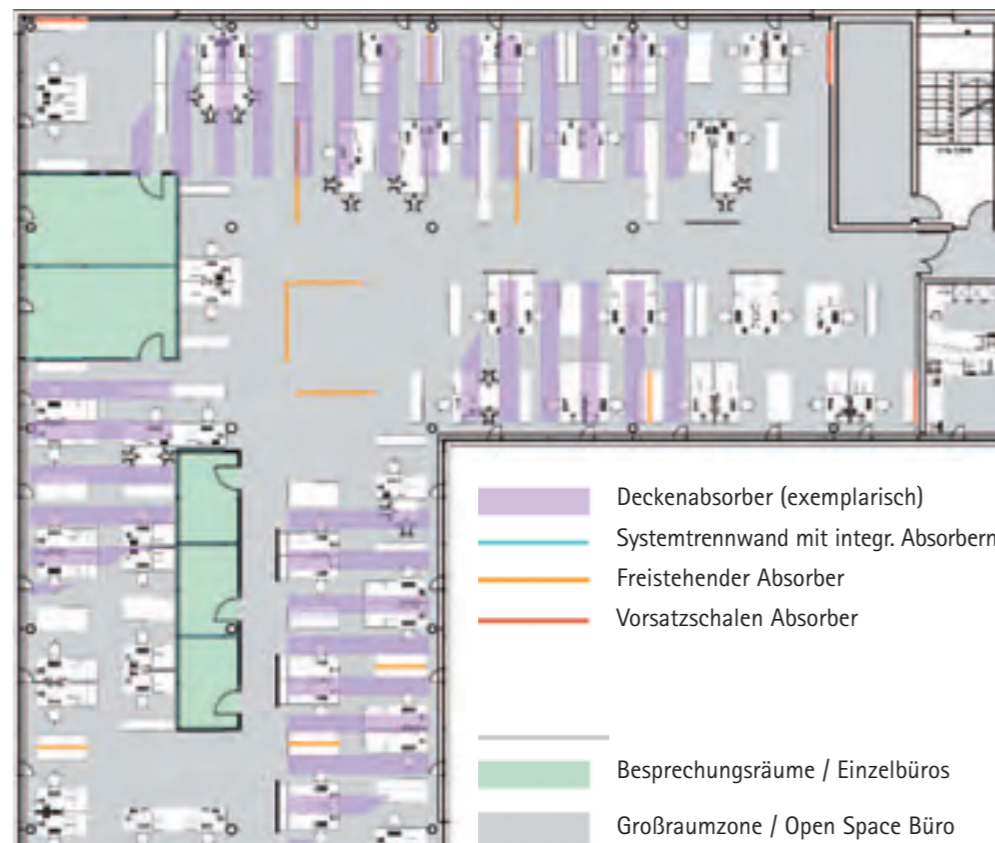 Deckenabsorber (exemplarisch)
Systemtrennwand mit integr. Absorbern
Freistehender Absorber
Vorsatzschalen Absorber
Besprechungsräume / Einzelbüros
Großraumzone / Open Space Büro